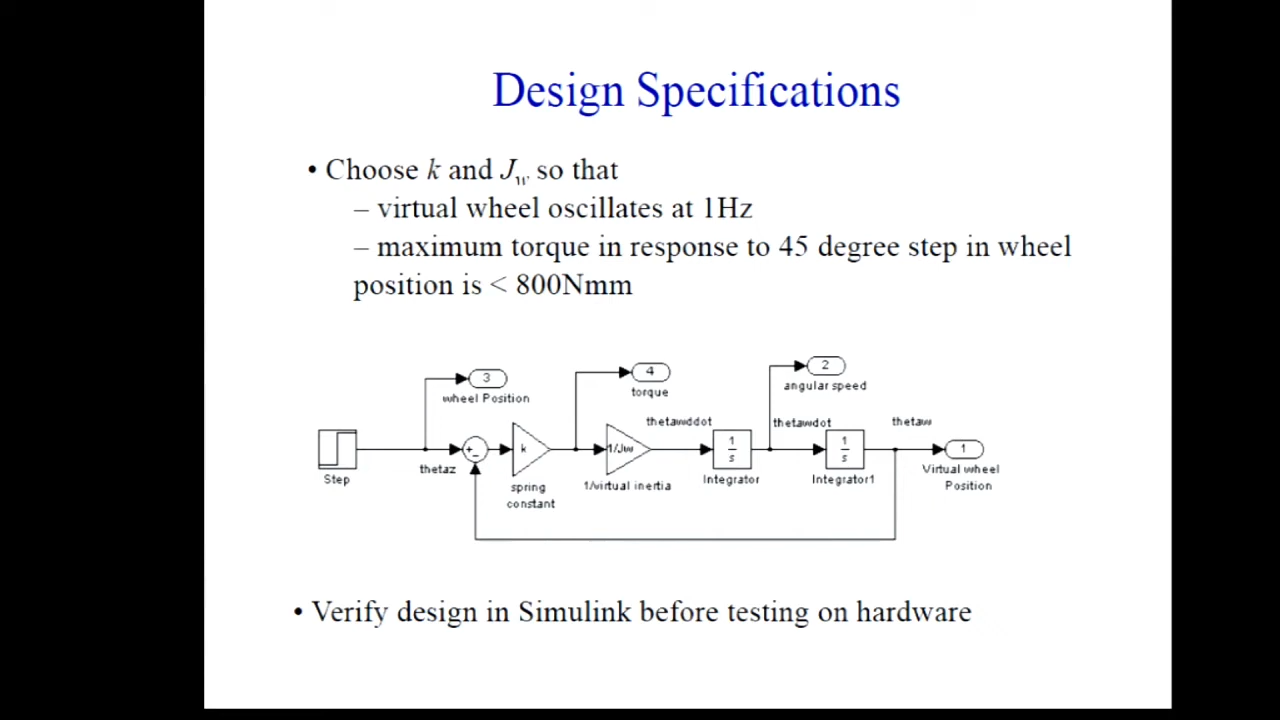 Design Specifications
• Choose k and Jw so that
– virtual wheel oscillates at 1Hz
– maximum torque in response to 45 degree step in wheel
position is < 800Nmm
3
wheel Position
4
torque
2
angular speed
thetawddot
thetawdot
thetaw
Step
thetaz
+
-
k
spring
constant
1/Jw
1/virtual inertia
1
s
Integrator
1
s
Integrator1
1
Virtual wheel
Position
• Verify design in Simulink before testing on hardware